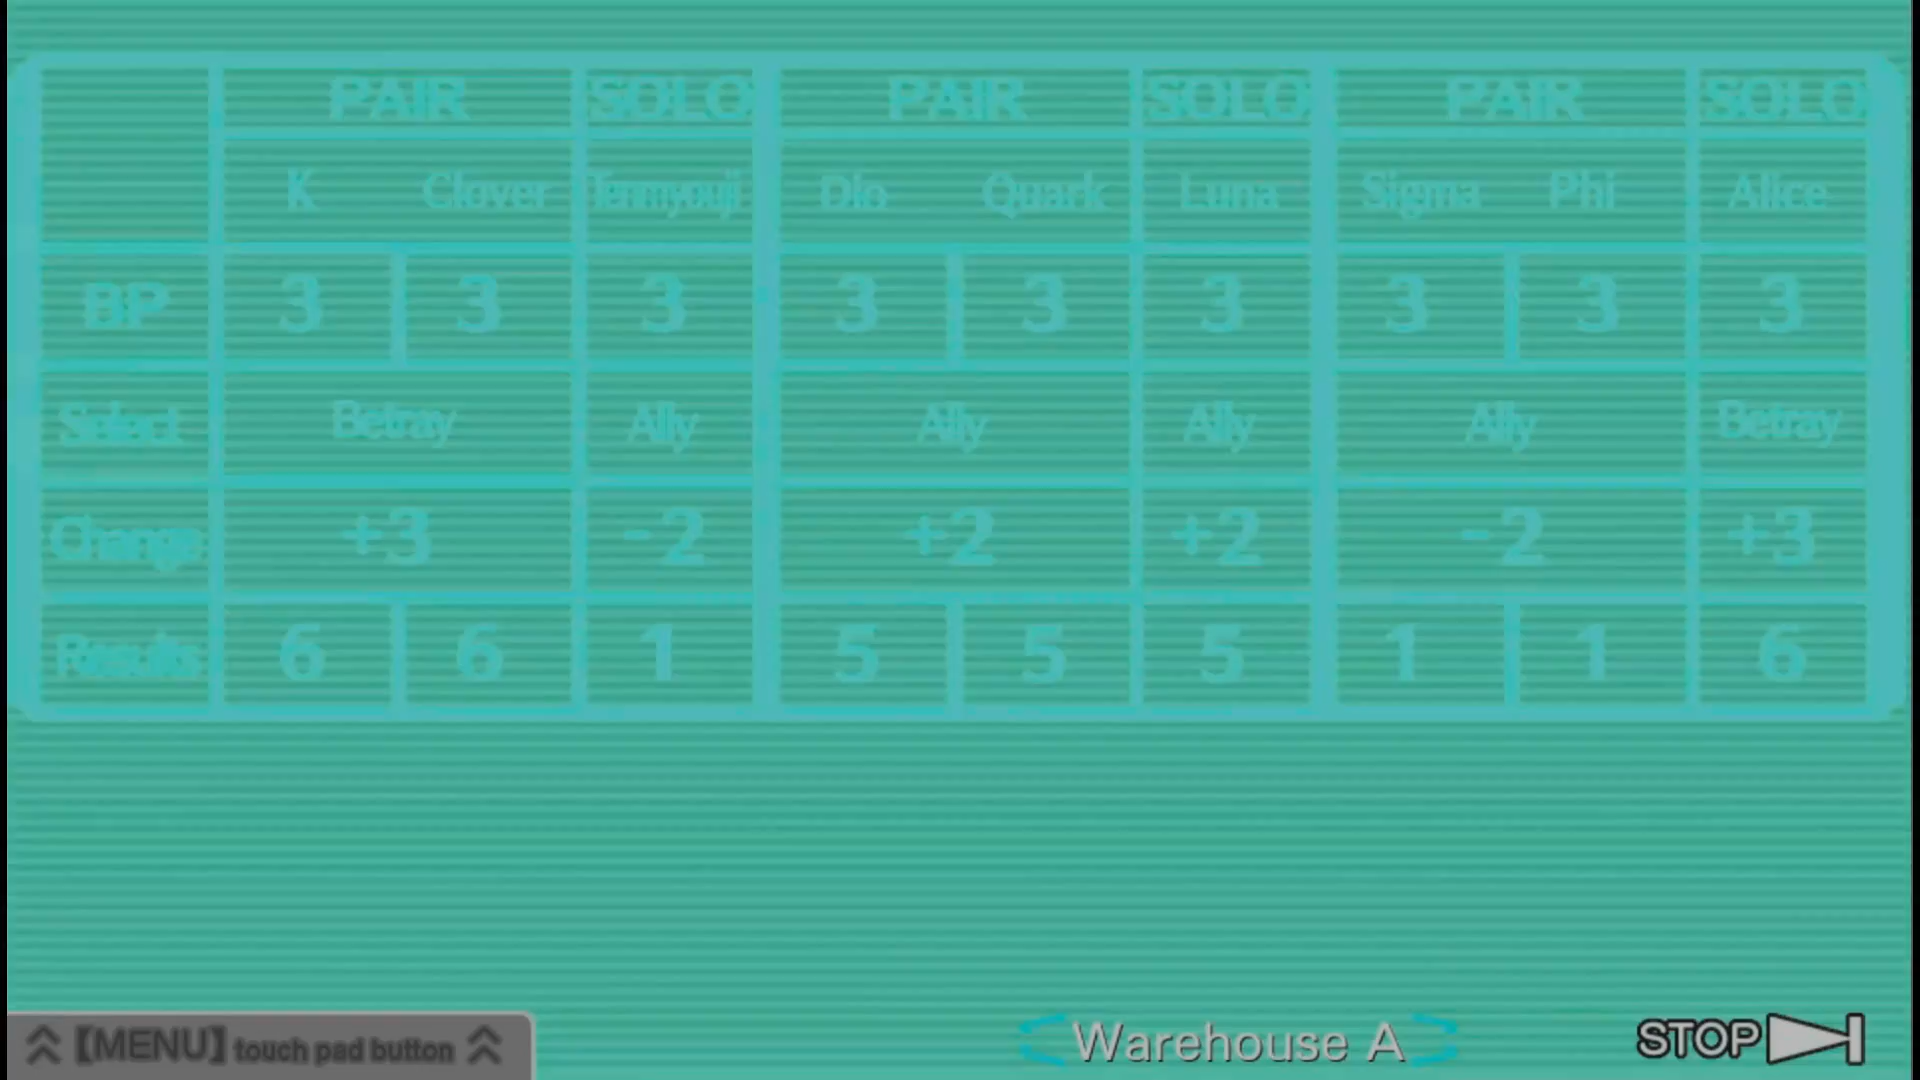 PAIR SOLO PAIR SOLO PAIR SOLO
K Clover Tenmyouji Dio Quark Luna Sigma Phi Alice
BP 3 3 3 3 3 3 3 3 3
Select Betray Ally Ally Ally Ally Betray
Change +3 -2 +2 +2 -2 +3
Results 6 6 1 5 5 5 1 1 6
【MENU】touch pad button
Warehouse A
STOP